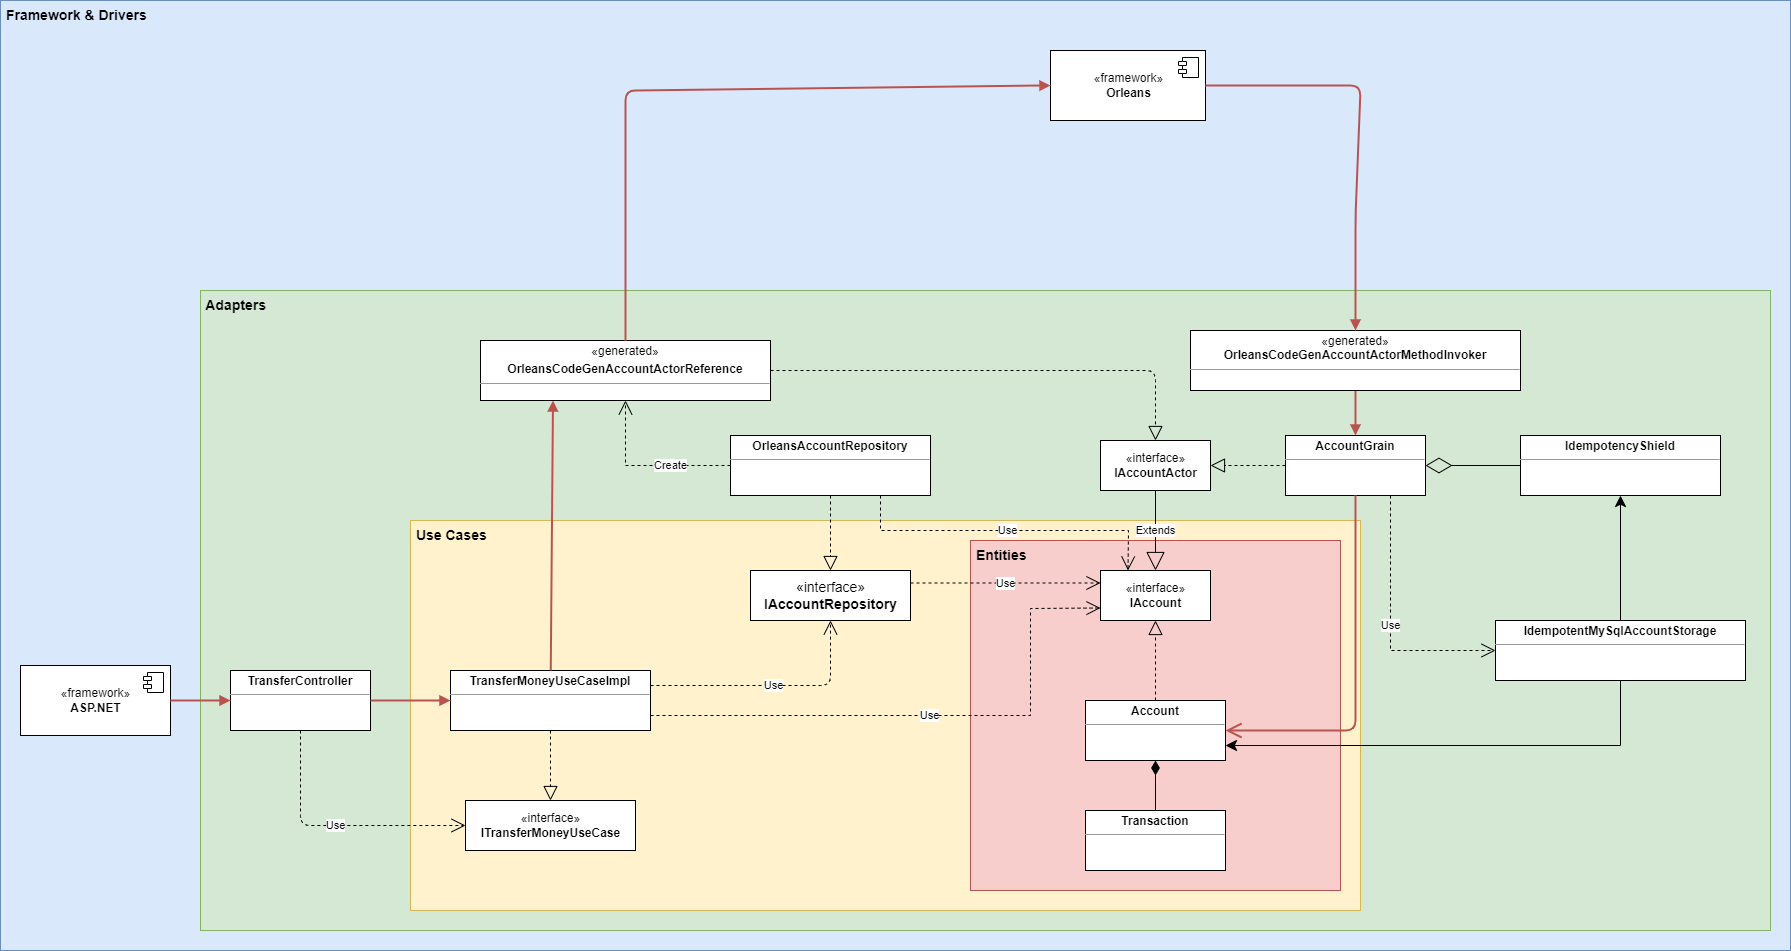 Framework & Drivers
«framework»
Orleans
Adapters
«generated»
OrleansCodeGenAccountActorReference
«generated»
OrleansCodeGenAccountActorMethodInvoker
OrleansAccountRepository
Create
«interface»
IAccountActor
AccountGrain
IdempotencyShield
Use Cases
Use
Extends
Entities
«interface»
IAccountRepository
Use
«interface»
IAccount
Use
IdempotentMySqlAccountStorage
«framework»
ASP.NET
TransferController
TransferMoneyUseCaseImpl
Use
Use
Account
«interface»
ITransferMoneyUseCase
Use
Transaction